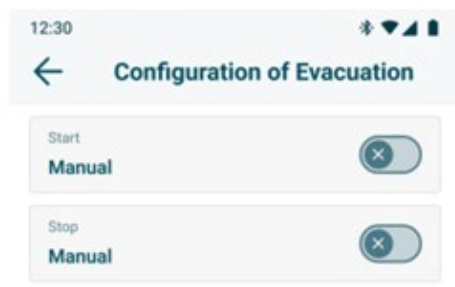 12:30
Configuration of Evacuation
Start
Manual
Stop
Manual